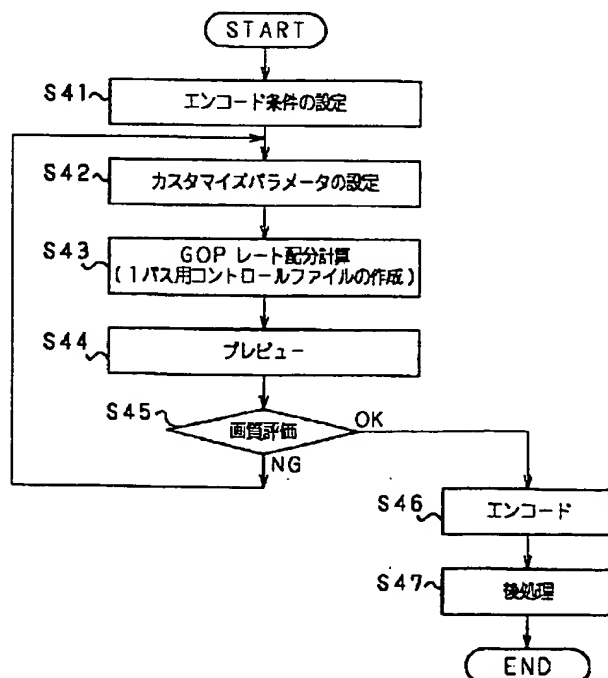 START
S41
エンコード条件の設定
S42
カスタマイズパラメータの設定
S43
GOP レート配分計算
(1パス用コントロールファイルの作成)
S44
プレビュー
S45
画質評価
OK
NG
S46
エンコード
S47
後処理
END